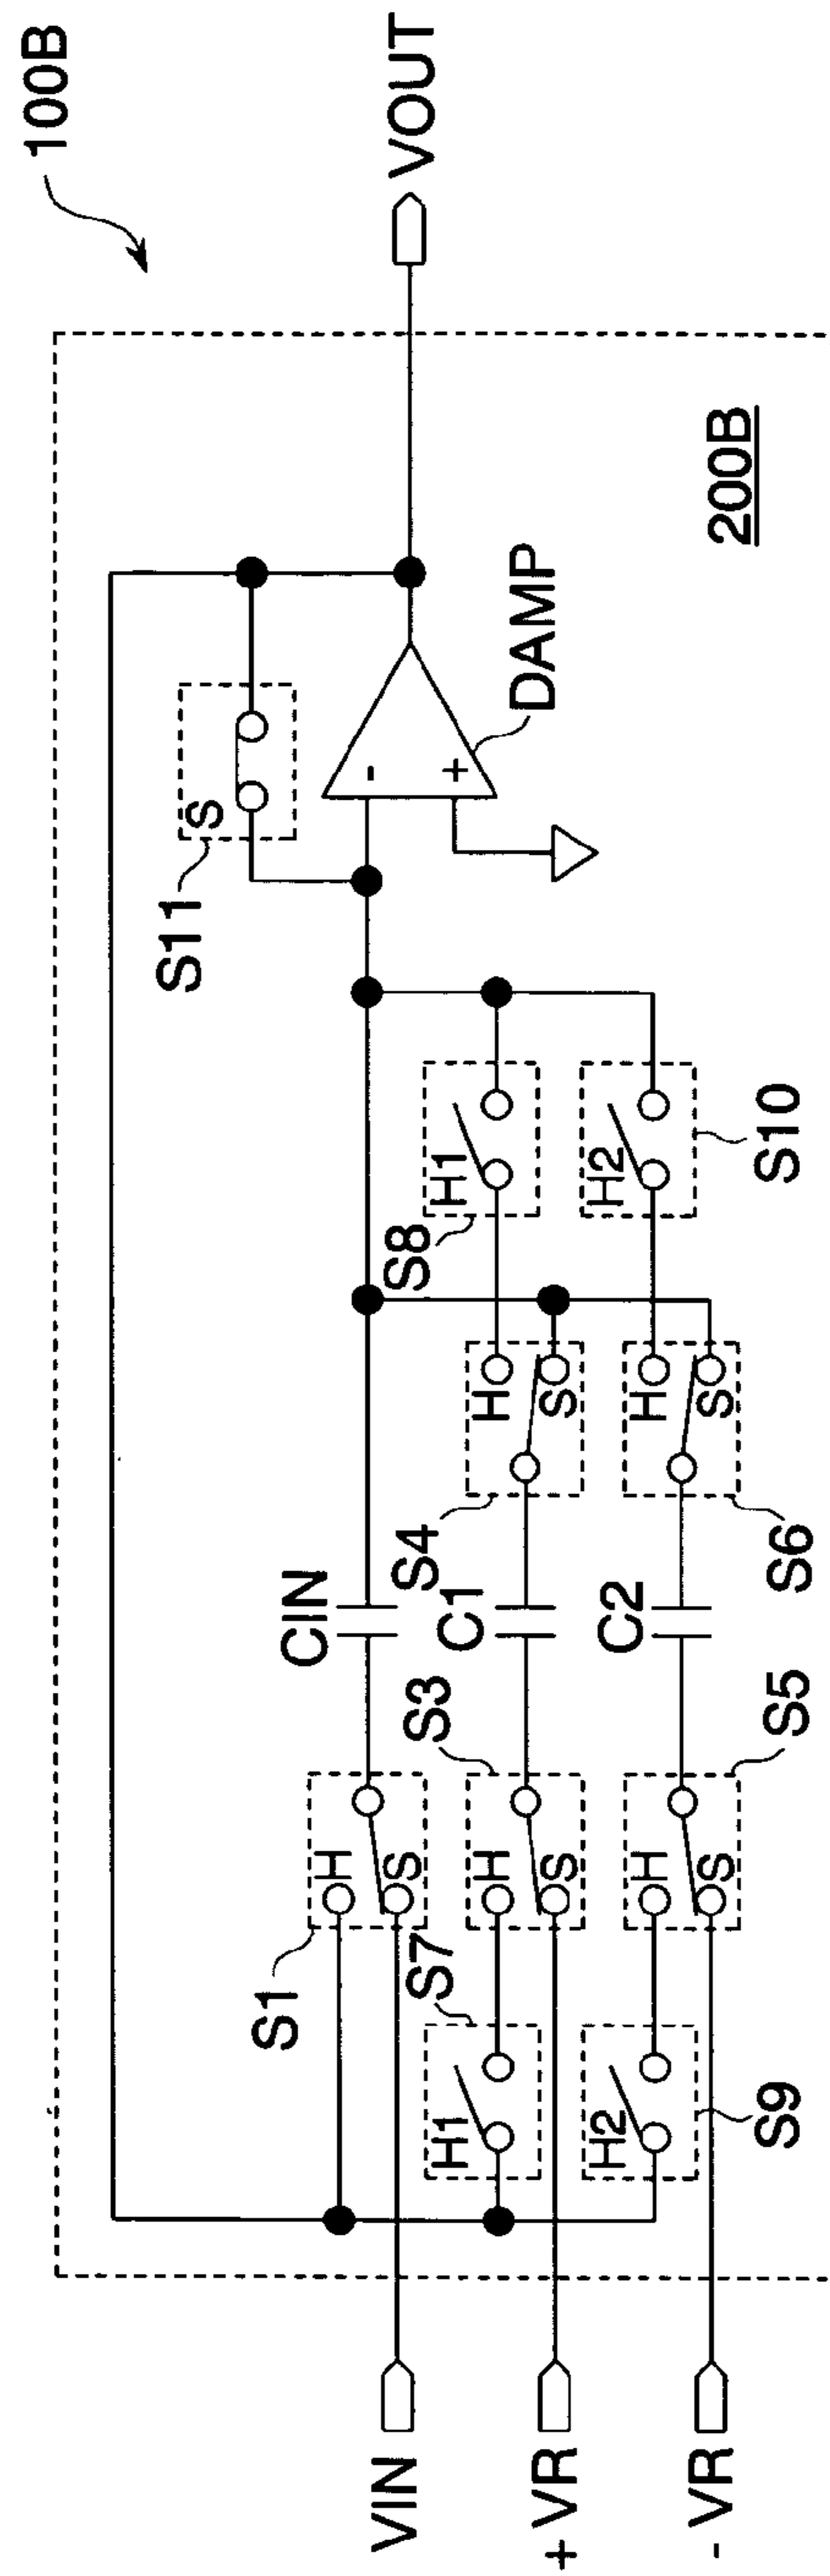 100B
VOUT
200B
S11
S
-
+
DAMP
S8
H1
H2
S10
CIN
S4
H
S
C1
H
S
S6
C2
S1
H
S
S3
H
S
S5
H
S
S7
H1
H2
S9
VIN
+ VR
- VR